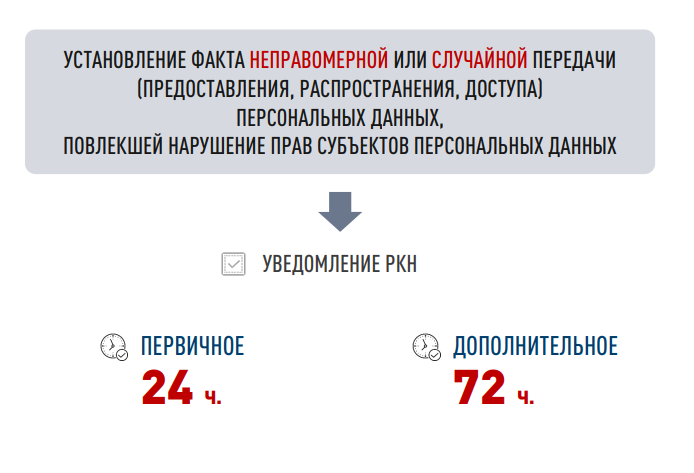 УСТАНОВЛЕНИЕ ФАКТА НЕПРАВОМЕРНОЙ ИЛИ СЛУЧАЙНОЙ ПЕРЕДАЧИ
(ПРЕДОСТАВЛЕНИЯ, РАСПРОСТРАНЕНИЯ, ДОСТУПА)
ПЕРСОНАЛЬНЫХ ДАННЫХ,
ПОВЛЕКШЕЙ НАРУШЕНИЕ ПРАВ СУБЪЕКТОВ ПЕРСОНАЛЬНЫХ ДАННЫХ
УВЕДОМЛЕНИЕ РКН
ПЕРВИЧНОЕ
24 ч.
ДОПОЛНИТЕЛЬНОЕ
72 ч.